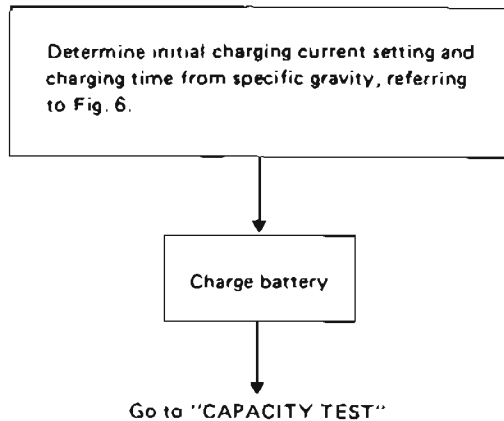 Determine initial charging current setting and
charging time from specific gravity, referring
to Fig. 6.
Charge battery
Go to "CAPACITY TEST"